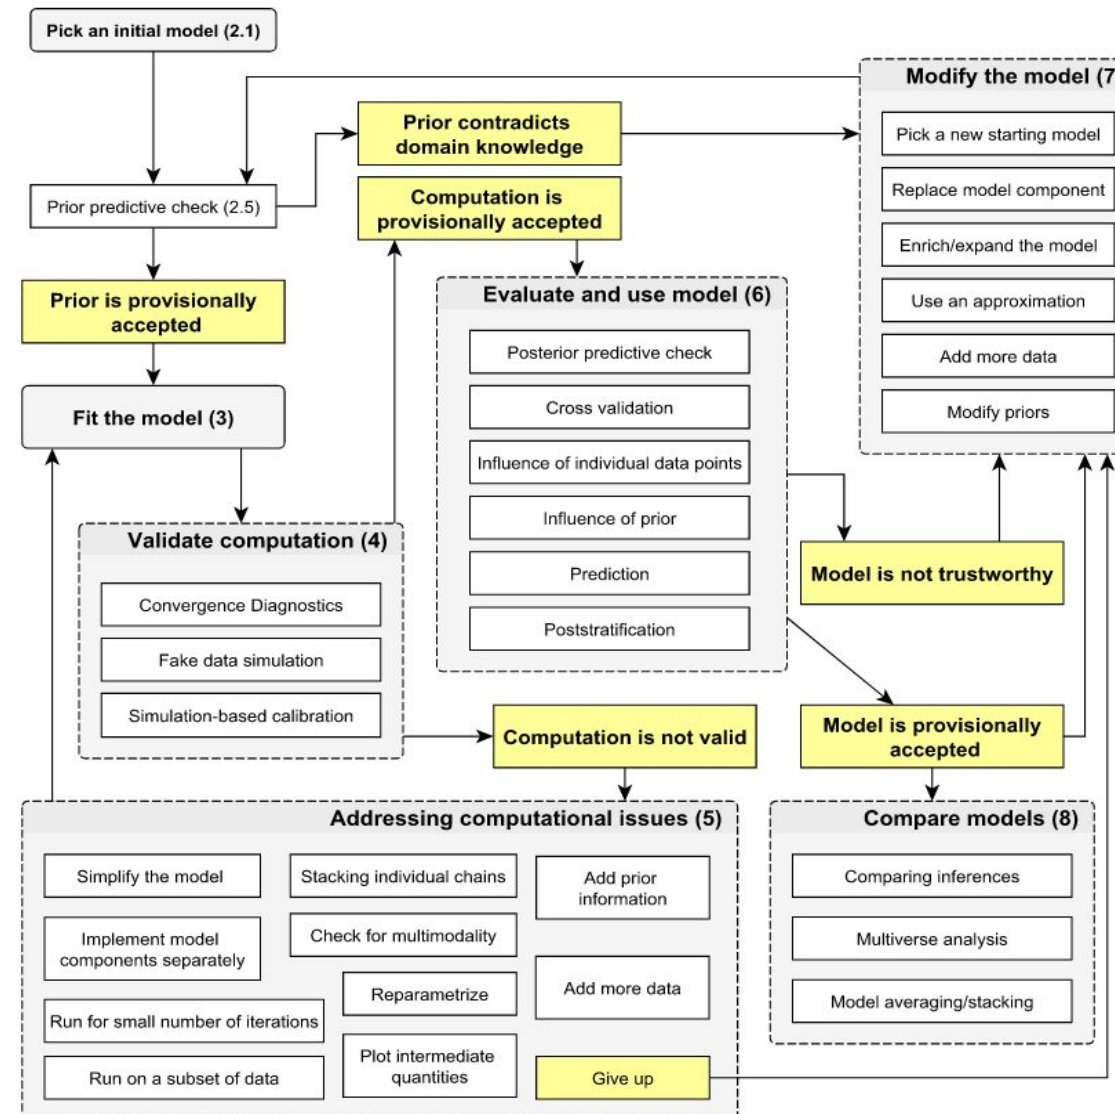 Pick an initial model (2.1)
Modify the model (7
Prior contradicts
domain knowledge
Pick a new starting model
Prior predictive check (2.5)
Computation is
provisionally accepted
Replace model component
Enrich/expand the model
Prior is provisionally
accepted
Evaluate and use model (6)
Use an approximation
Posterior predictive check
Add more data
Fit the model (3)
Cross validation
Modify priors
Influence of individual data points
Validate computation (4)
Influence of prior
Convergence Diagnostics
Prediction
Model is not trustworthy
Fake data simulation
Poststratification
Simulation-based calibration
Computation is not valid
Model is provisionally
accepted
Addressing computational issues (5)
Compare models (8)
Simplify the model
Stacking individual chains
Add prior
information
Comparing inferences
Implement model
components separately
Check for multimodality
Multiverse analysis
Reparametrize
Add more data
Model averaging/stacking
Run for small number of iterations
Plot intermediate
quantities
Run on a subset of data
Give up